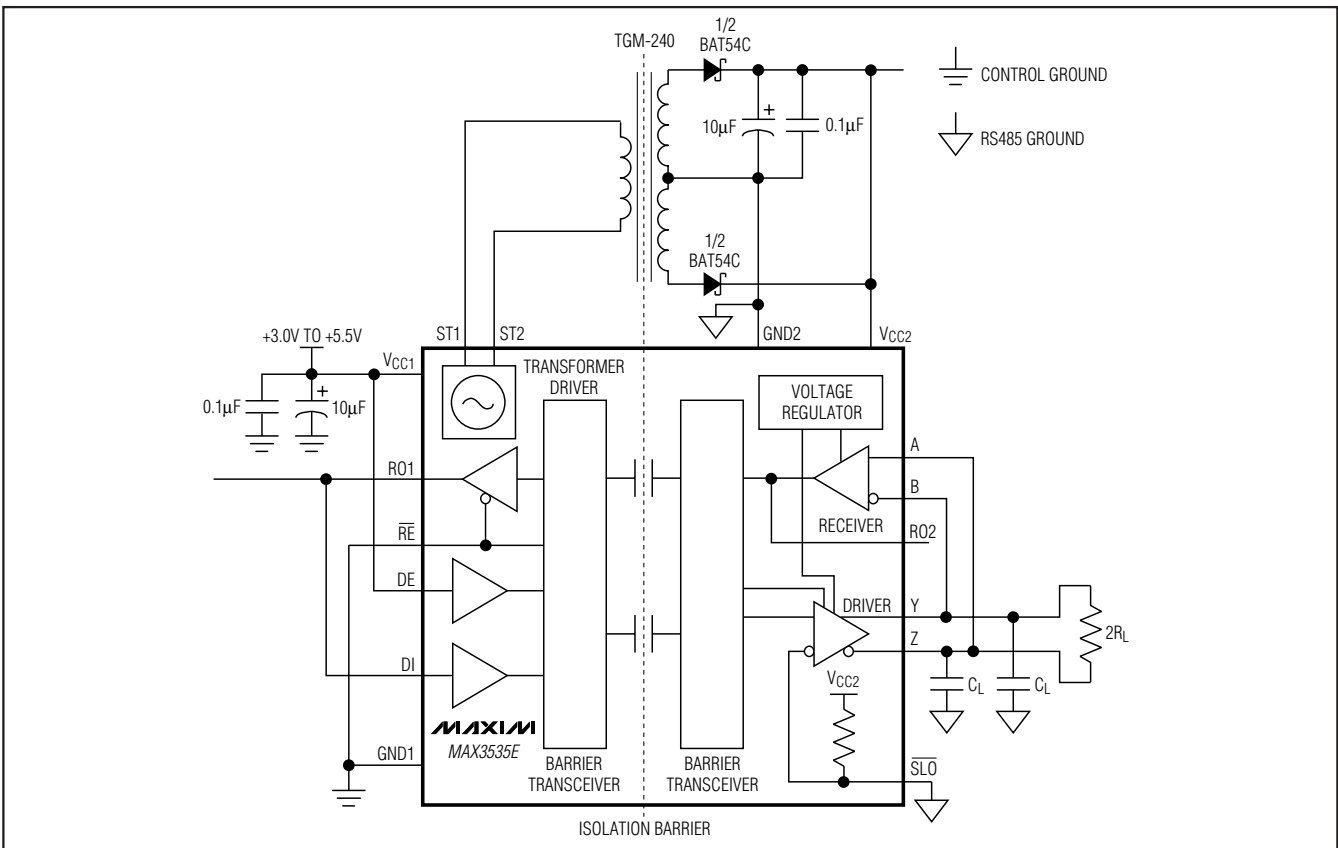 1/2
BAT54C
TGM-240
CONTROL GROUND
+
10μF
0.1μF
RS485 GROUND
1/2
BAT54C
ST1
ST2
GND2
VCC2
+3.0V TO +5.5V
VCC1
TRANSFORMER
DRIVER
VOLTAGE
REGULATOR
0.1μF
+
10μF
A
RO1
B
RECEIVER
RO2
RE
DE
DRIVER
Y
2RL
Z
DI
VCC2
CL
CL
MAXIM
MAX3535E
GND1
BARRIER
TRANSCEIVER
BARRIER
TRANSCEIVER
SLO
ISOLATION BARRIER